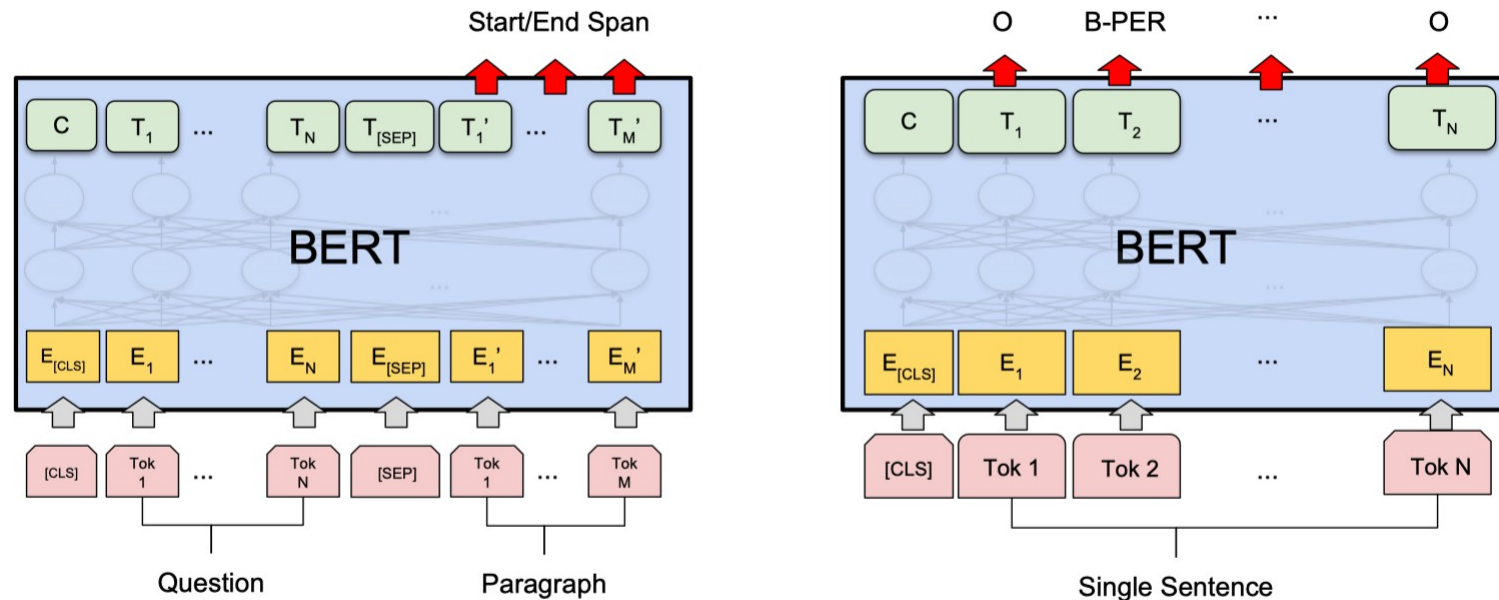 Start/End Span
C T1 ... TN T[SEP] T1' ... TM'
...
BERT
...
E[CLS] E1 ... EN E[SEP] E1' ... EM'
[CLS] Tok 1 ... Tok N [SEP] Tok 1 ... Tok M
Question Paragraph
O B-PER ... O
C T1 T2 ... TN
...
BERT
...
E[CLS] E1 E2 ... EN
[CLS] Tok 1 Tok 2 ... Tok N
Single Sentence